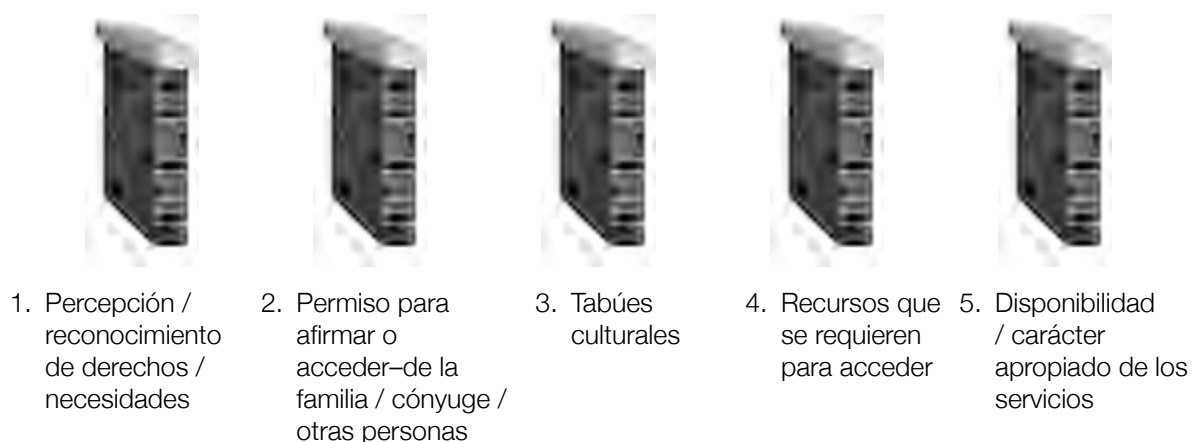 1. Percepción /
reconocimiento
de derechos /
necesidades
2. Permiso para
afirmar o
acceder–de la
familia / cónyuge /
otras personas
3. Tabúes
culturales
4. Recursos que
se requieren
para acceder
5. Disponibilidad
/ carácter
apropiado de los
servicios